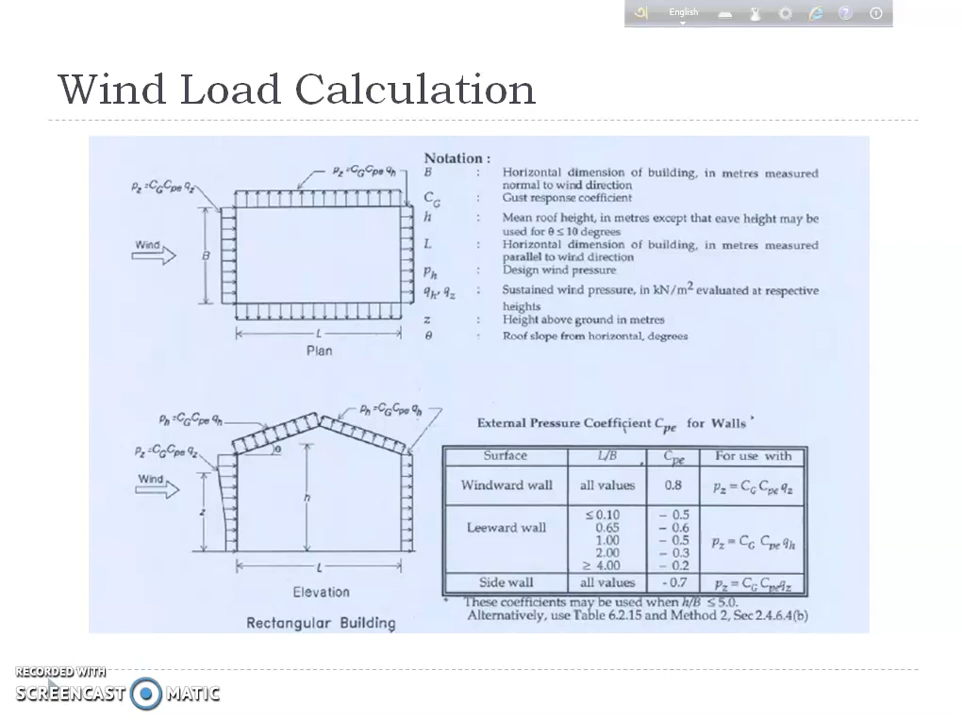 অ English
Wind Load Calculation
Notation :
B : Horizontal dimension of building, in metres measured
normal to wind direction
C_G : Gust response coefficient
h : Mean roof height, in metres except that eave height may be
used for θ ≤ 10 degrees
L : Horizontal dimension of building, in metres measured
parallel to wind direction
P_h : Design wind pressure
q_h, q_z : Sustained wind pressure, in kN/m² evaluated at respective
heights
z : Height above ground in metres
θ : Roof slope from horizontal, degrees
p_z = C_G C_pe q_h
p_z = C_G C_pe q_z
Wind
B
L
Plan
p_h = C_G C_pe q_h
p_h = C_G C_pe q_h
p_z = C_G C_pe q_z
θ
Wind
z
h
L
Elevation
Rectangular Building
External Pressure Coefficient C_pe for Walls *
Surface L/B C_pe For use with
Windward wall all values 0.8 p_z = C_G C_pe q_z
Leeward wall ≤ 0.10 - 0.5 p_z = C_G C_pe q_h
0.65 - 0.6
1.00 - 0.5
2.00 - 0.3
≥ 4.00 - 0.2
Side wall all values - 0.7 p_z = C_G C_pe q_z
* These coefficients may be used when h/B ≤ 5.0.
Alternatively, use Table 6.2.15 and Method 2, Sec 2.4.6.4(b)
RECORDED WITH
SCREENCAST MATIC